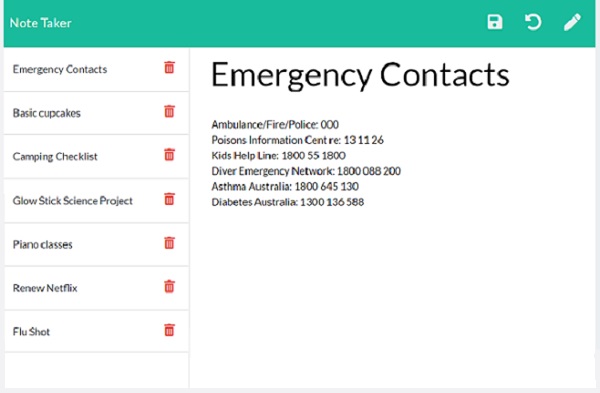 Note Taker
Emergency Contacts
Basic cupcakes
Camping Checklist
Glow Stick Science Project
Piano classes
Renew Netflix
Flu Shot
Emergency Contacts
Ambulance/Fire/Police: 000
Poisons Information Centre: 13 11 26
Kids Help Line: 1800 55 1800
Diver Emergency Network: 1800 088 200
Asthma Australia: 1800 645 130
Diabetes Australia: 1300 136 588